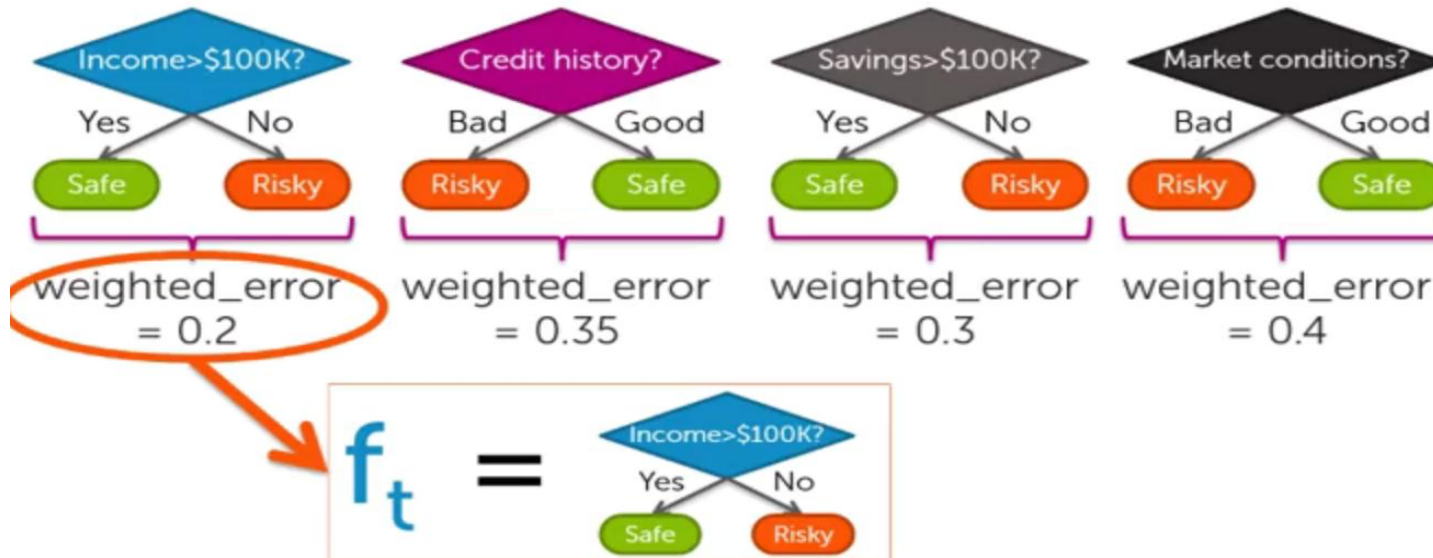 Income>$100K?
Credit history?
Savings>$100K?
Market conditions?
Yes No
Bad Good
Yes No
Bad Good
Safe Risky
Risky Safe
Safe Risky
Risky Safe
weighted_error
= 0.2
weighted_error
= 0.35
weighted_error
= 0.3
weighted_error
= 0.4
ft =
Income>$100K?
Yes No
Safe Risky